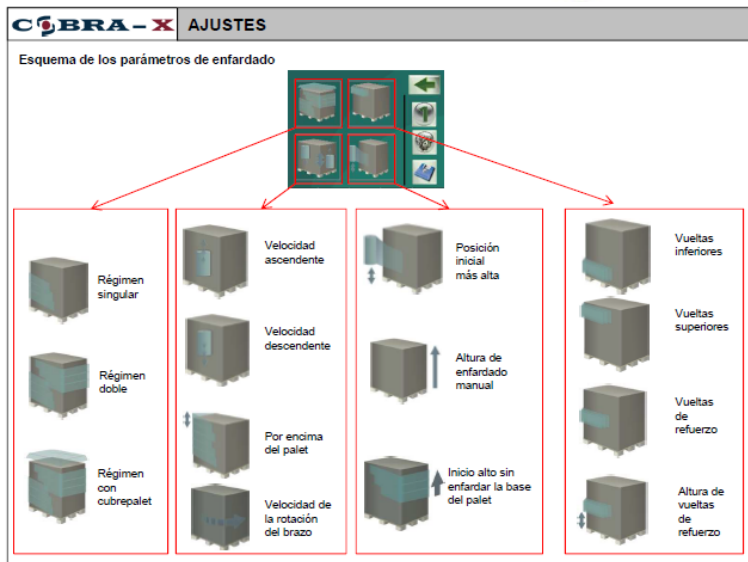 COBRA-X
AJUSTES
Esquema de los parámetros de enfardado
Régimen
singular
Régimen
doble
Régimen
con
cubrepalet
Velocidad
ascendente
Velocidad
descendente
Por encima
del palet
Velocidad de
la rotación
del brazo
Posición
inicial
más alta
Altura de
enfardado
manual
Inicio alto sin
enfardar la base
del palet
Vueltas
inferiores
Vueltas
superiores
Vueltas
de
refuerzo
Altura de
vueltas
de
refuerzo